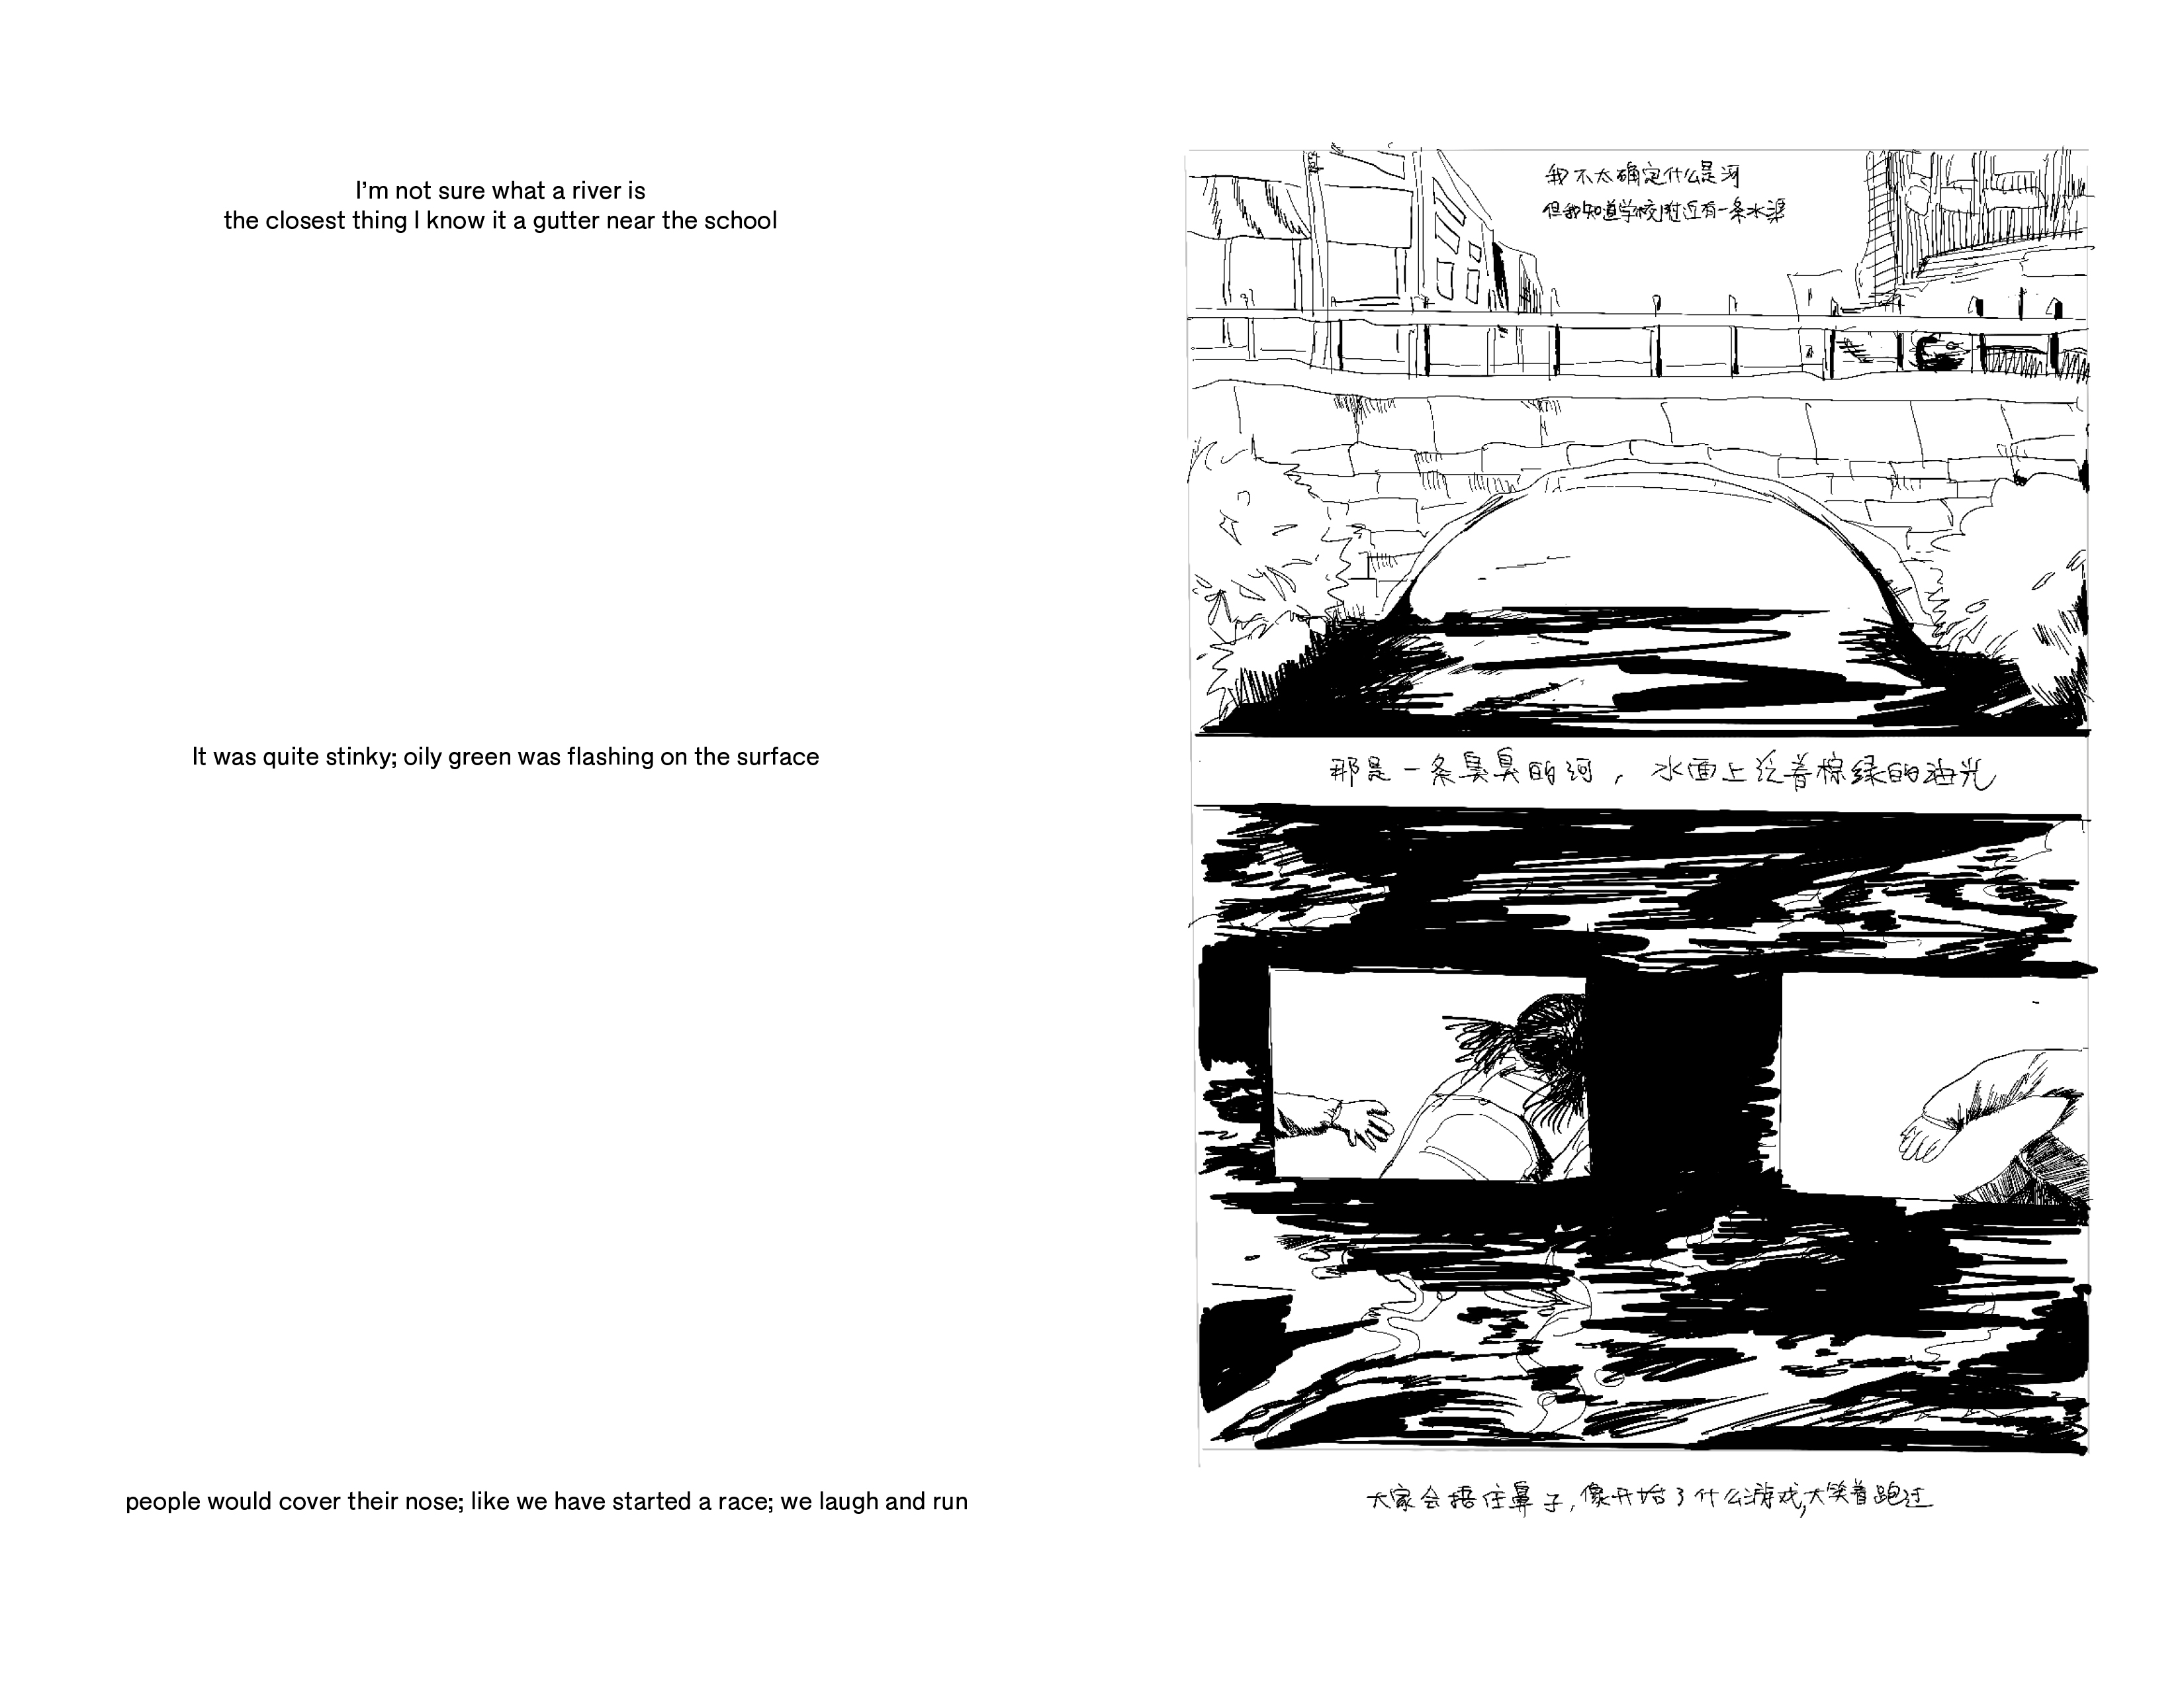 I'm not sure what a river is
the closest thing I know it a gutter near the school
It was quite stinky; oily green was flashing on the surface
people would cover their nose; like we have started a race; we laugh and run
我不太确定什么是河
但我知道学校附近有一条水渠
那是一条臭臭的河，水面上泛着棕绿的油光
大家会捂住鼻子，像开始了什么游戏，大笑着跑过